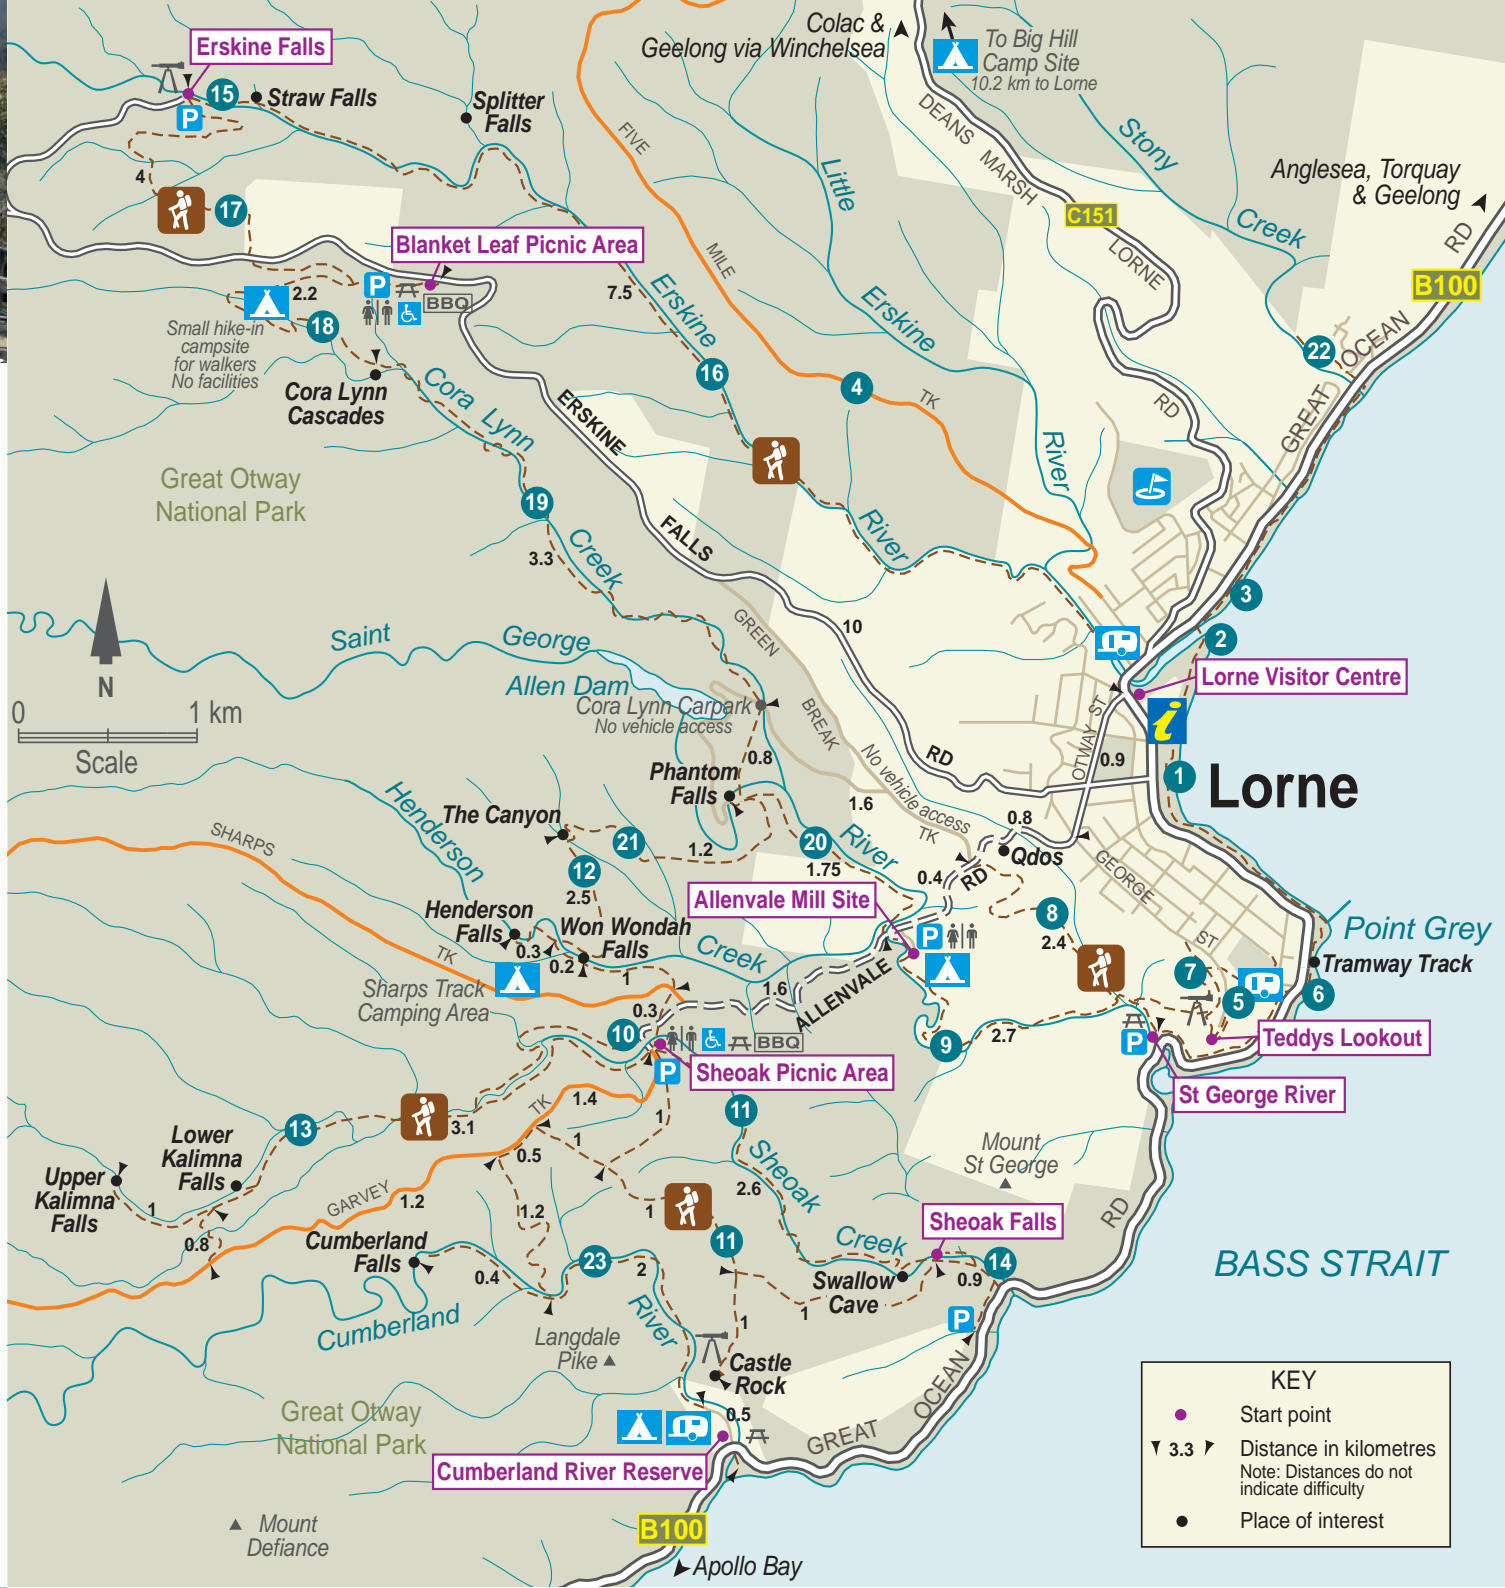 Colac &
Geelong via Winchelsea
To Big Hill
Camp Site
10.2 km to Lorne
Erskine Falls
P
15
Straw Falls
Splitter
Falls
4
17
FIVE
MILE
TK
DEANS
MARSH
LORNE
RD
C151
Little
Erskine
River
Stony
Creek
Anglesea, Torquay
& Geelong
RD
B100
OCEAN
GREAT
22
Blanket Leaf Picnic Area
P
BBQ
2.2
18
Small hike-in
campsite
for walkers
No facilities
Cora Lynn
Cascades
Cora Lynn
Creek
7.5
Erskine
16
River
4
ERSKINE
FALLS
RD
10
Great Otway
National Park
19
3.3
N
0
1 km
Scale
Saint
George
River
Allen Dam
Cora Lynn Carpark
No vehicle access
GREEN
BREAK
TK
No vehicle access
1.6
3
2
Lorne Visitor Centre
i
OTWAY ST
0.9
1
Lorne
0.8
Phantom
Falls
The Canyon
21
1.2
20
1.75
12
2.5
0.8
Qdos
0.4
RD
GEORGE
ST
Henderson
Creek
SHARPS
TK
Henderson
Falls
0.3
Won Wondah
Falls
0.2
1
Allenvale Mill Site
P
8
2.4
Point Grey
Tramway Track
7
5
6
Sharps Track
Camping Area
0.3
1.6
ALLENVALE
10
BBQ
P
Sheoak Picnic Area
9
2.7
P
Teddys Lookout
St George River
13
3.1
Lower
Kalimna
Falls
Upper
Kalimna
Falls
1
0.8
GARVEY
TK
1.4
1.2
0.5
1
1
1
11
Sheoak
Creek
2.6
11
Mount
St George
Sheoak Falls
14
0.9
RD
Swallow
Cave
1
P
1.2
Cumberland
Falls
0.4
23
2
Cumberland
River
Langdale
Pike
1
Castle
Rock
0.5
BASS STRAIT
GREAT
OCEAN
Great Otway
National Park
Cumberland River Reserve
B100
Apollo Bay
Mount
Defiance
KEY
Start point
3.3 Distance in kilometres
Note: Distances do not
indicate difficulty
Place of interest